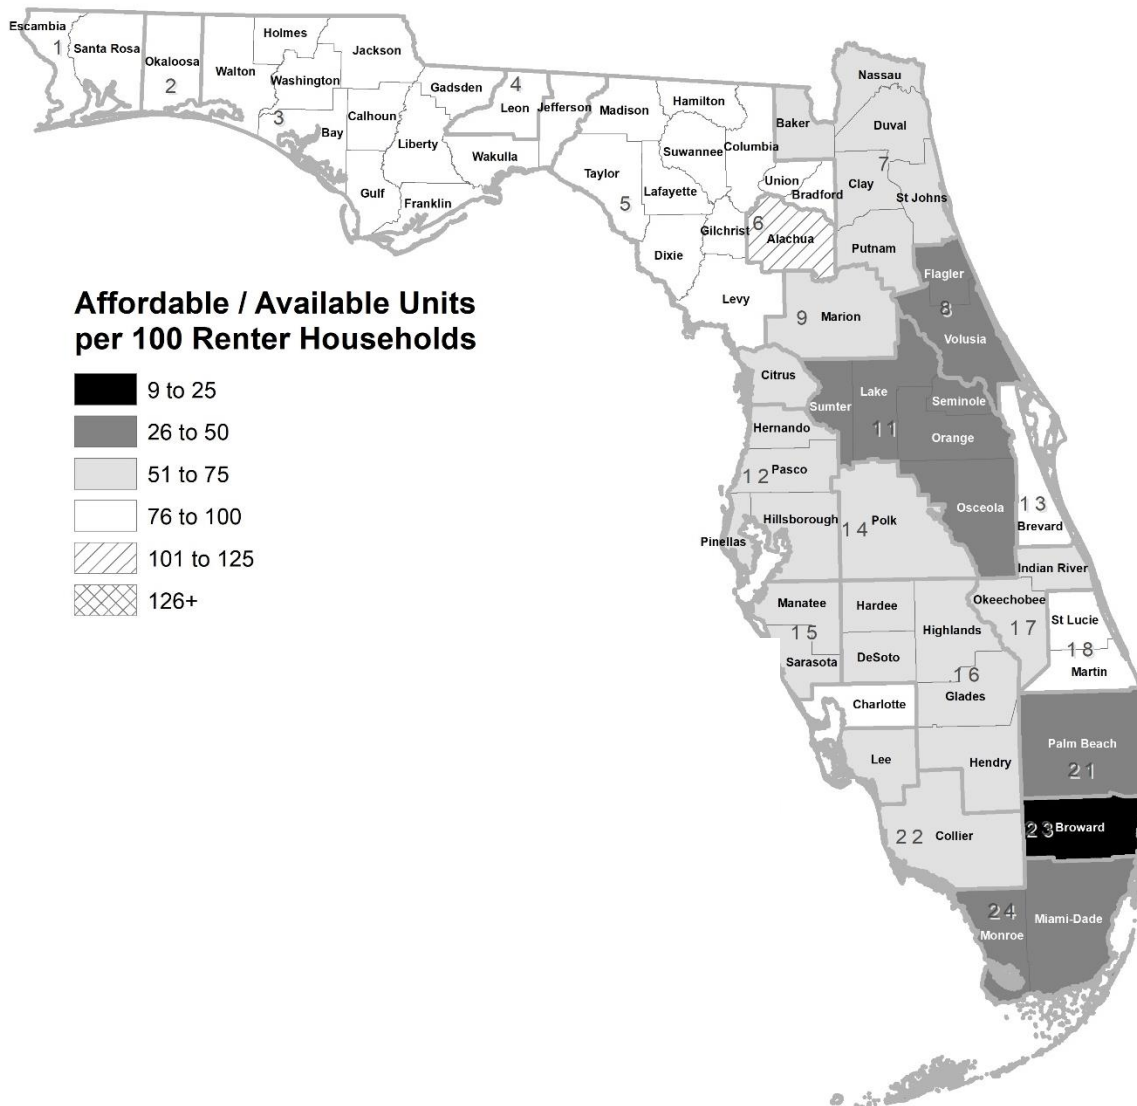 Escambia
1
Santa Rosa
Okaloosa
2
Walton
Holmes
Washington
3
Bay
Jackson
Calhoun
Gulf
Liberty
Franklin
Gadsden
4
Leon
Wakulla
Jefferson
Madison
Taylor
5
Hamilton
Suwannee
Lafayette
Dixie
Columbia
Gilchrist
Levy
Union
Bradford
6
Alachua
Baker
Nassau
Duval
7
Clay
St Johns
Putnam
Flagler
8
Volusia
9
Marion
Citrus
Sumter
Lake
11
Seminole
Orange
Osceola
Hernando
12
Pasco
Pinellas
Hillsborough
14
Polk
13
Brevard
Indian River
Okeechobee
17
St Lucie
18
Martin
Manatee
15
Sarasota
Hardee
DeSoto
Highlands
16
Glades
Charlotte
Lee
Hendry
22
Collier
Palm Beach
21
23
Broward
24
Monroe
Miami-Dade
Affordable / Available Units
per 100 Renter Households
9 to 25
26 to 50
51 to 75
76 to 100
101 to 125
126+